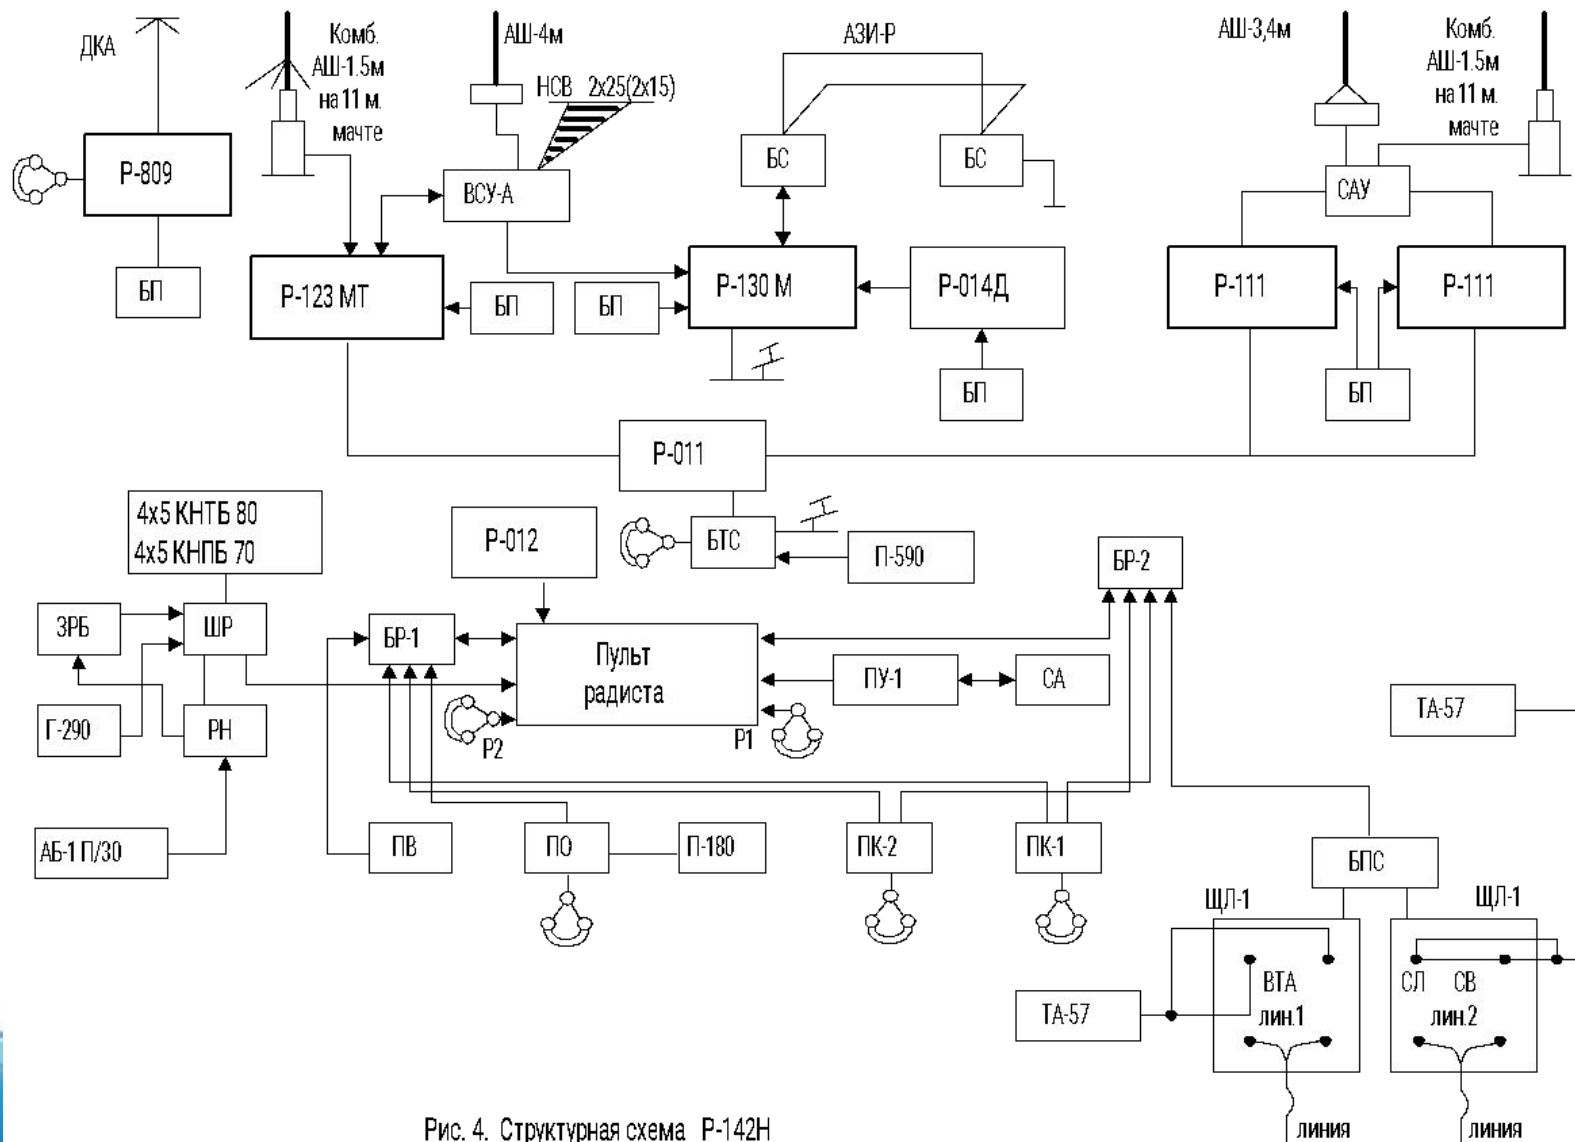 ДКА
Комб.
АШ-1.5м
на 11 м.
мачте
АШ-4м
НСВ 2х25(2х15)
АЗИ-Р
АШ-3,4м
Комб.
АШ-1.5м
на 11 м.
мачте
Р-809
ВСУ-А
БС
БС
САУ
БП
Р-123 МТ
БП
БП
Р-130 М
Р-014Д
Р-111
Р-111
БП
БП
Р-011
4х5 КНТБ 80
4х5 КНПБ 70
Р-012
БТС
П-590
БР-2
ЗРБ
ШР
БР-1
Пульт
радиста
ПУ-1
СА
Г-290
РН
Р2
Р1
ТА-57
АБ-1 П/30
ПВ
ПО
П-180
ПК-2
ПК-1
БПС
ЩЛ-1
ЩЛ-1
ВТА
лин.1
СЛ СВ
лин.2
ТА-57
линия
линия
Рис. 4. Структурная схема Р-142Н